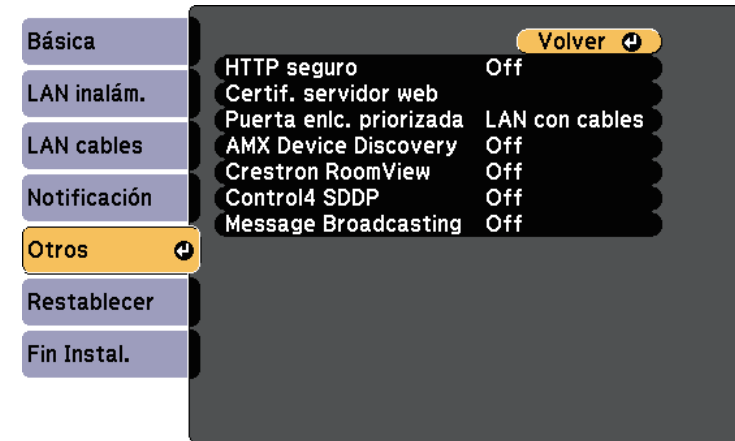 Básica
LAN inalám.
LAN cables
Notificación
Otros
Restablecer
Fin Instal.
Volver
HTTP seguro Off
Certif. servidor web
Puerta enlc. priorizada LAN con cables
AMX Device Discovery Off
Crestron RoomView Off
Control4 SDDP Off
Message Broadcasting Off